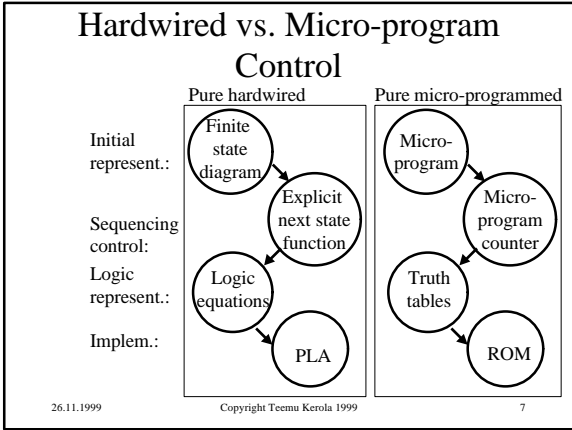 Hardwired vs. Micro-program
Control
Pure hardwired
Pure micro-programmed
Initial
represent.:
Finite
state
diagram
Micro-
program
Sequencing
control:
Explicit
next state
function
Micro-
program
counter
Logic
represent.:
Logic
equations
Truth
tables
Implem.:
PLA
ROM
26.11.1999
Copyright Teemu Kerola 1999
7